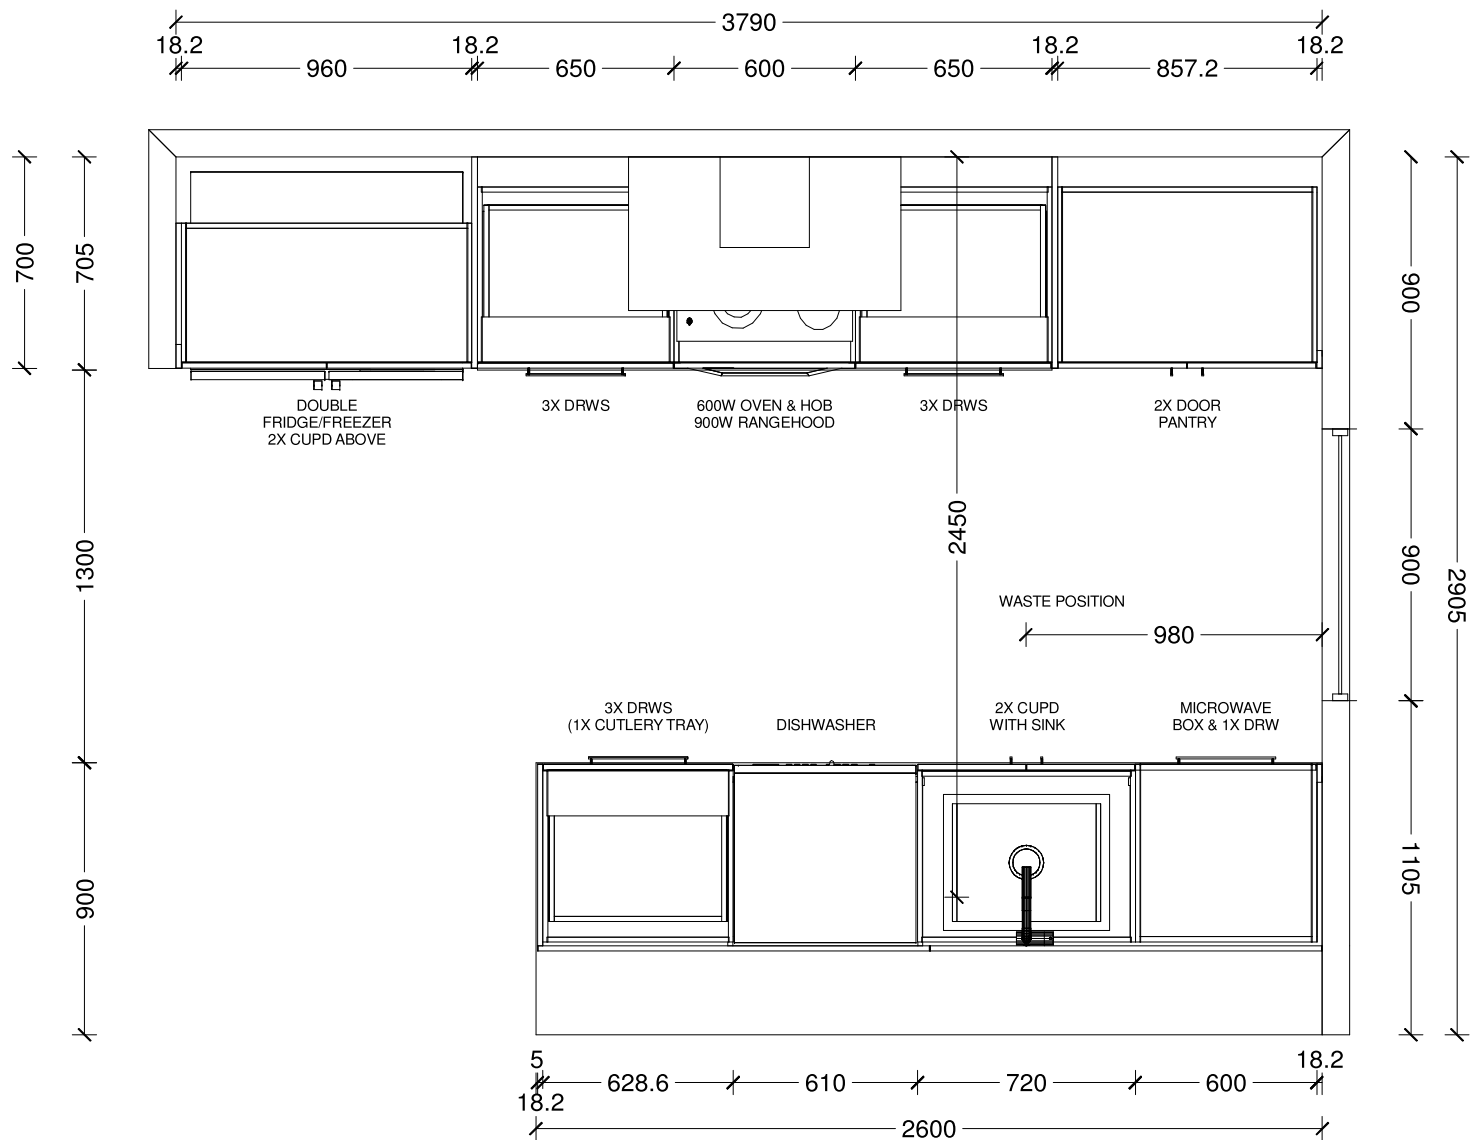 3790
18.2 18.2 18.2 18.2
960 650 600 650 857.2
700
705
900
DOUBLE
FRIDGE/FREEZER
2X CUPD ABOVE
3X DRWS
600W OVEN & HOB
900W RANGEHOOD
3X DRWS
2X DOOR
PANTRY
2450
1300
900
2905
WASTE POSITION
980
3X DRWS
(1X CUTLERY TRAY)
DISHWASHER
2X CUPD
WITH SINK
MICROWAVE
BOX & 1X DRW
900
1105
5 18.2
628.6 610 720 600
18.2
2600